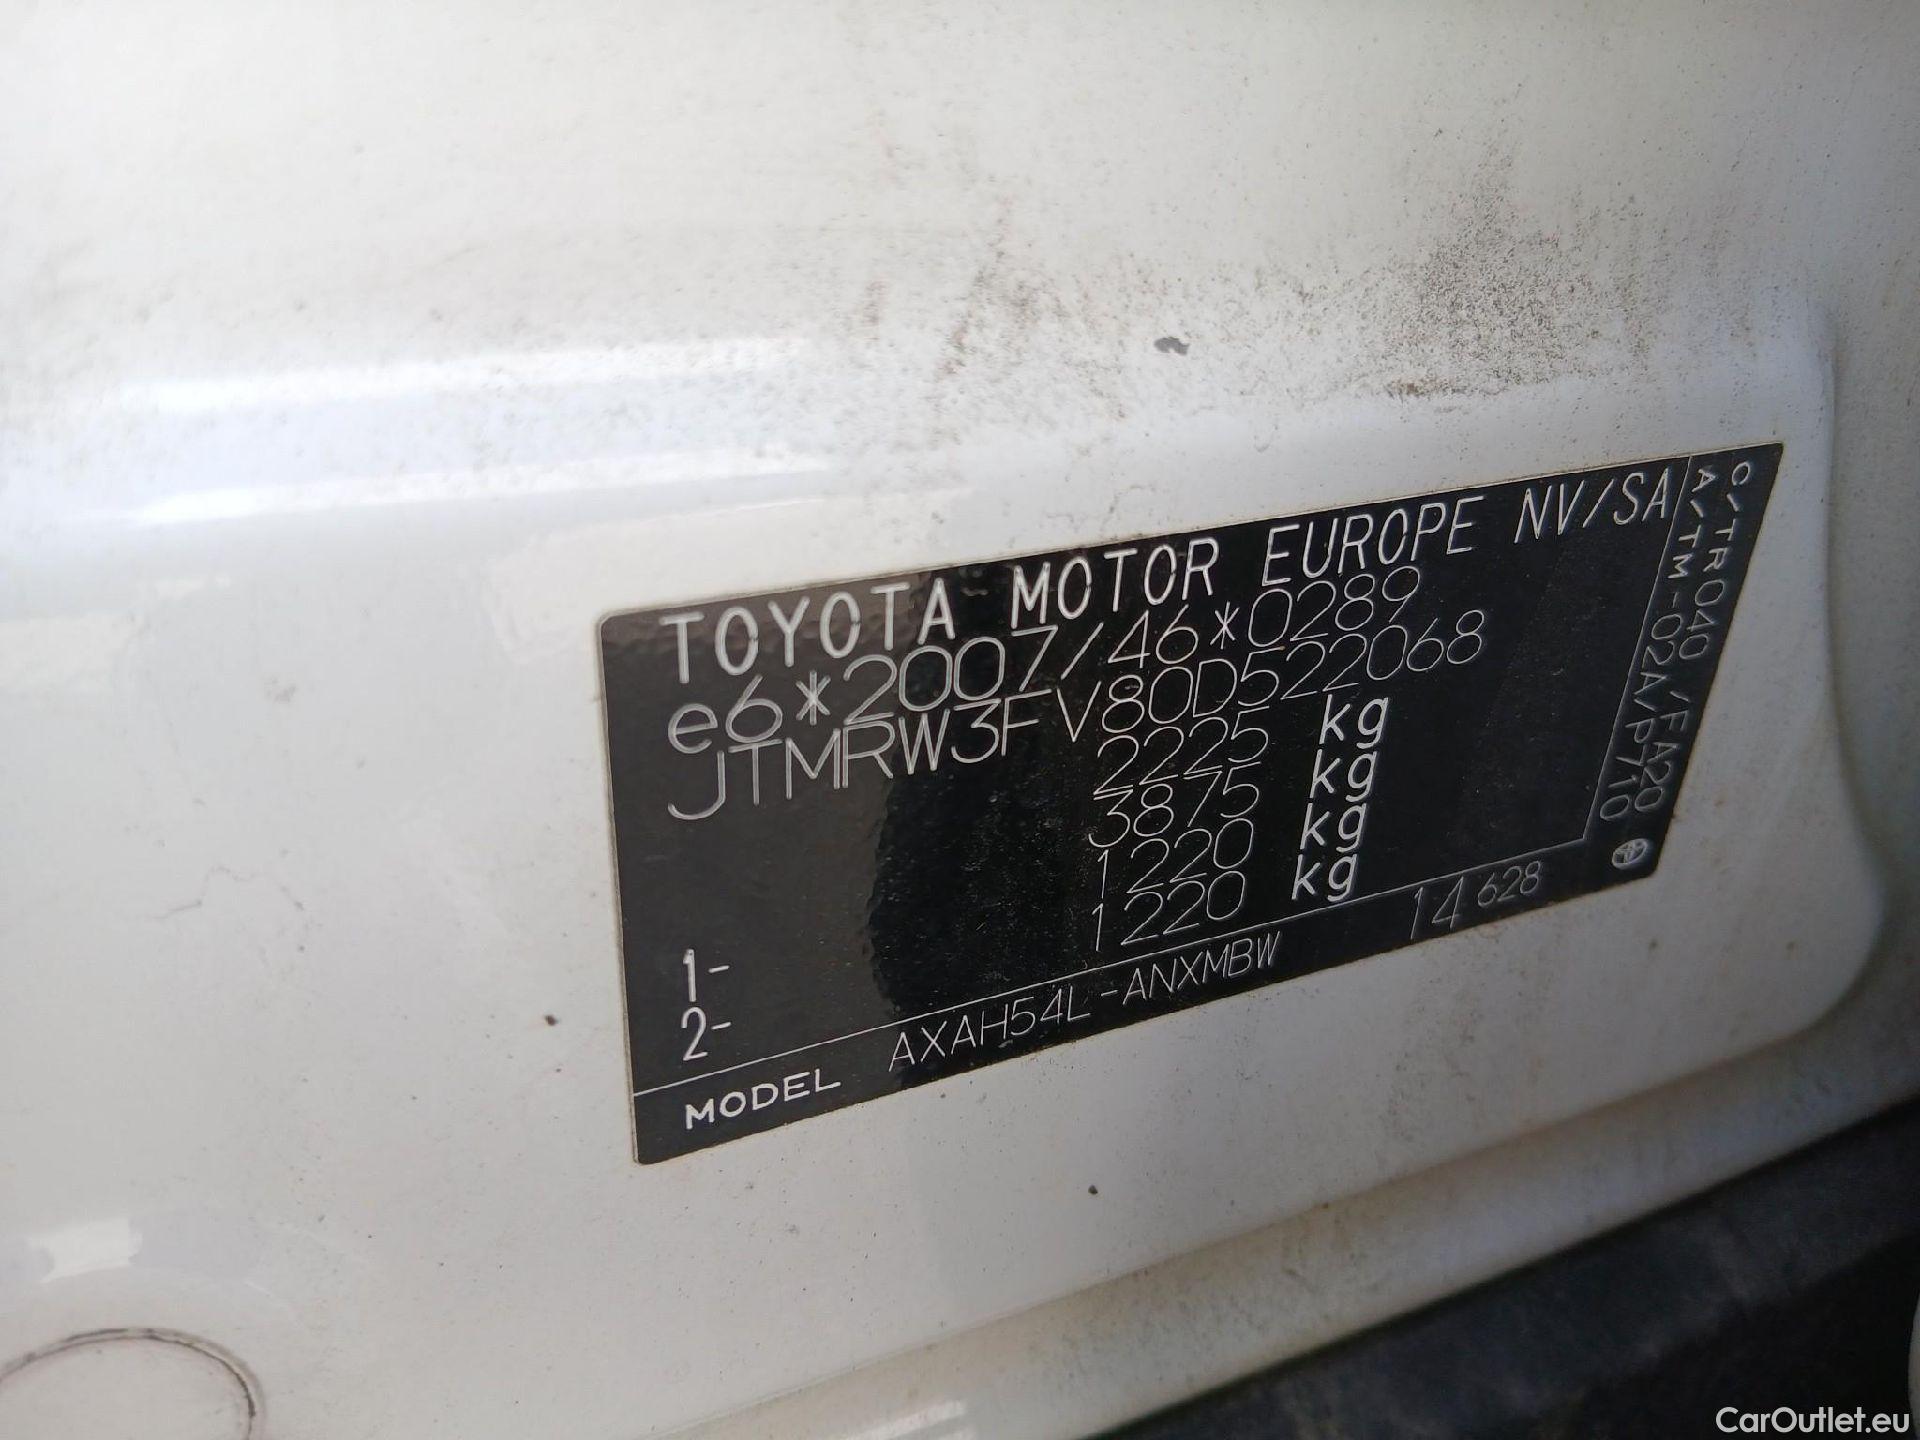 TOYOTA MOTOR EUROPE NV/SA
e6*2007/46*0289
JTMRW3FV80D522068
2225 kg
3875 kg
1- 1220 kg
2- 1220 kg
MODEL AXAH54L-ANXMBW 14 628
C/TR040 /FA20
A/TM-02A/P710
CarOutlet.eu